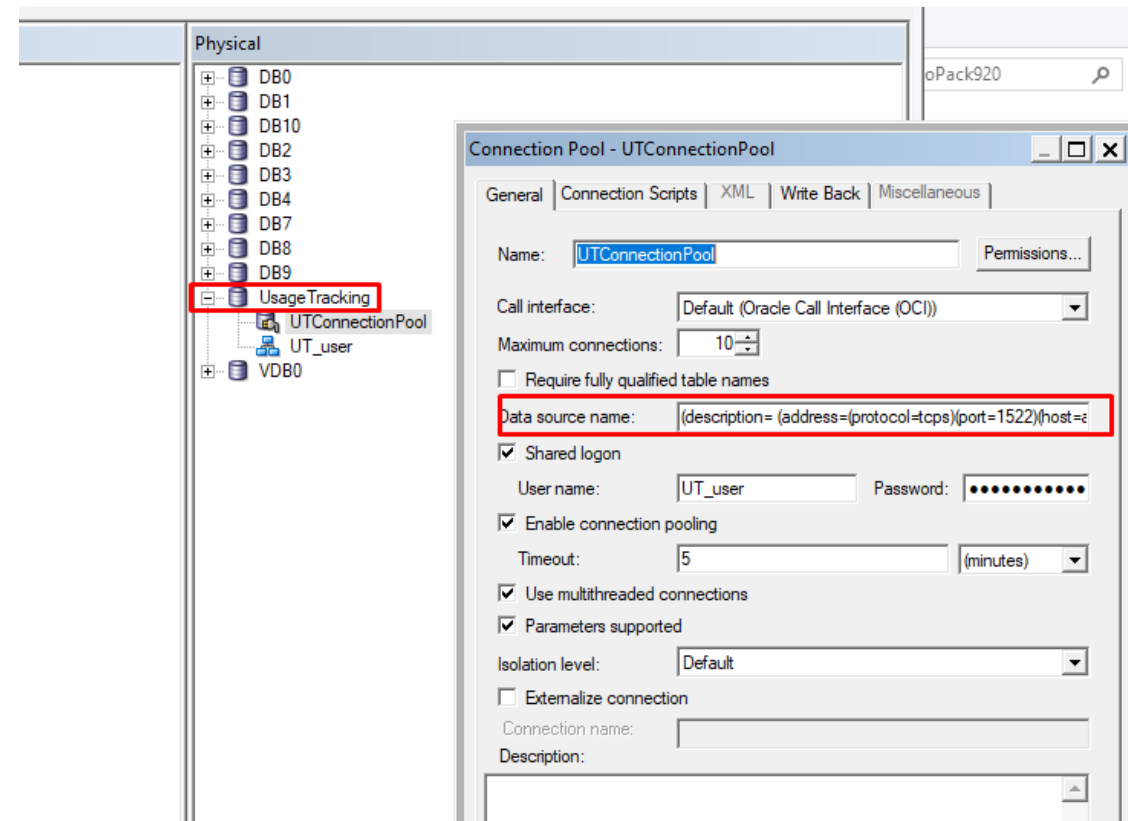 Physical
DB0
DB1
DB10
DB2
DB3
DB4
DB7
DB8
DB9
UsageTracking
UTConnectionPool
UT_user
VDB0
oPack920
Connection Pool - UTConnectionPool
General Connection Scripts XML Write Back Miscellaneous
Name: UTConnectionPool Permissions...
Call interface: Default (Oracle Call Interface (OCI))
Maximum connections: 10
Require fully qualified table names
Data source name: (description= (address=(protocol=tcps)(port=1522)(host=a
Shared logon
User name: UT_user Password: ●●●●●●●●●●●
Enable connection pooling
Timeout: 5 (minutes)
Use multithreaded connections
Parameters supported
Isolation level: Default
Externalize connection
Connection name:
Description: